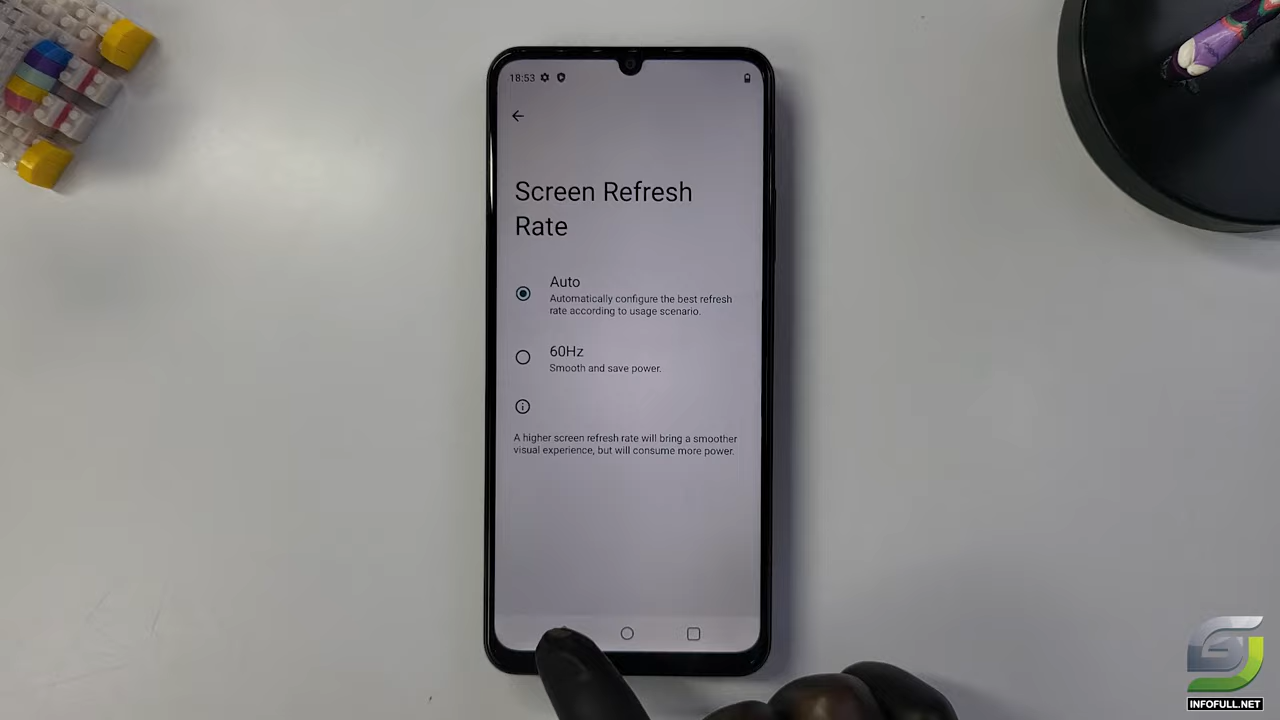 18:53
Screen Refresh
Rate
Auto
Automatically configure the best refresh
rate according to usage scenario.
60Hz
Smooth and save power.
A higher screen refresh rate will bring a smoother
visual experience, but will consume more power.
INFOFULL.NET